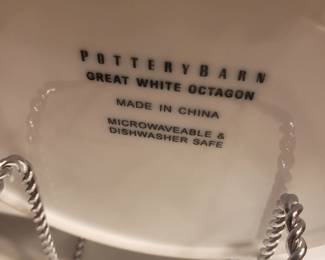 POTTERYBARN
GREAT WHITE OCTAGON
MADE IN CHINA
MICROWAVEABLE &
DISHWASHER SAFE